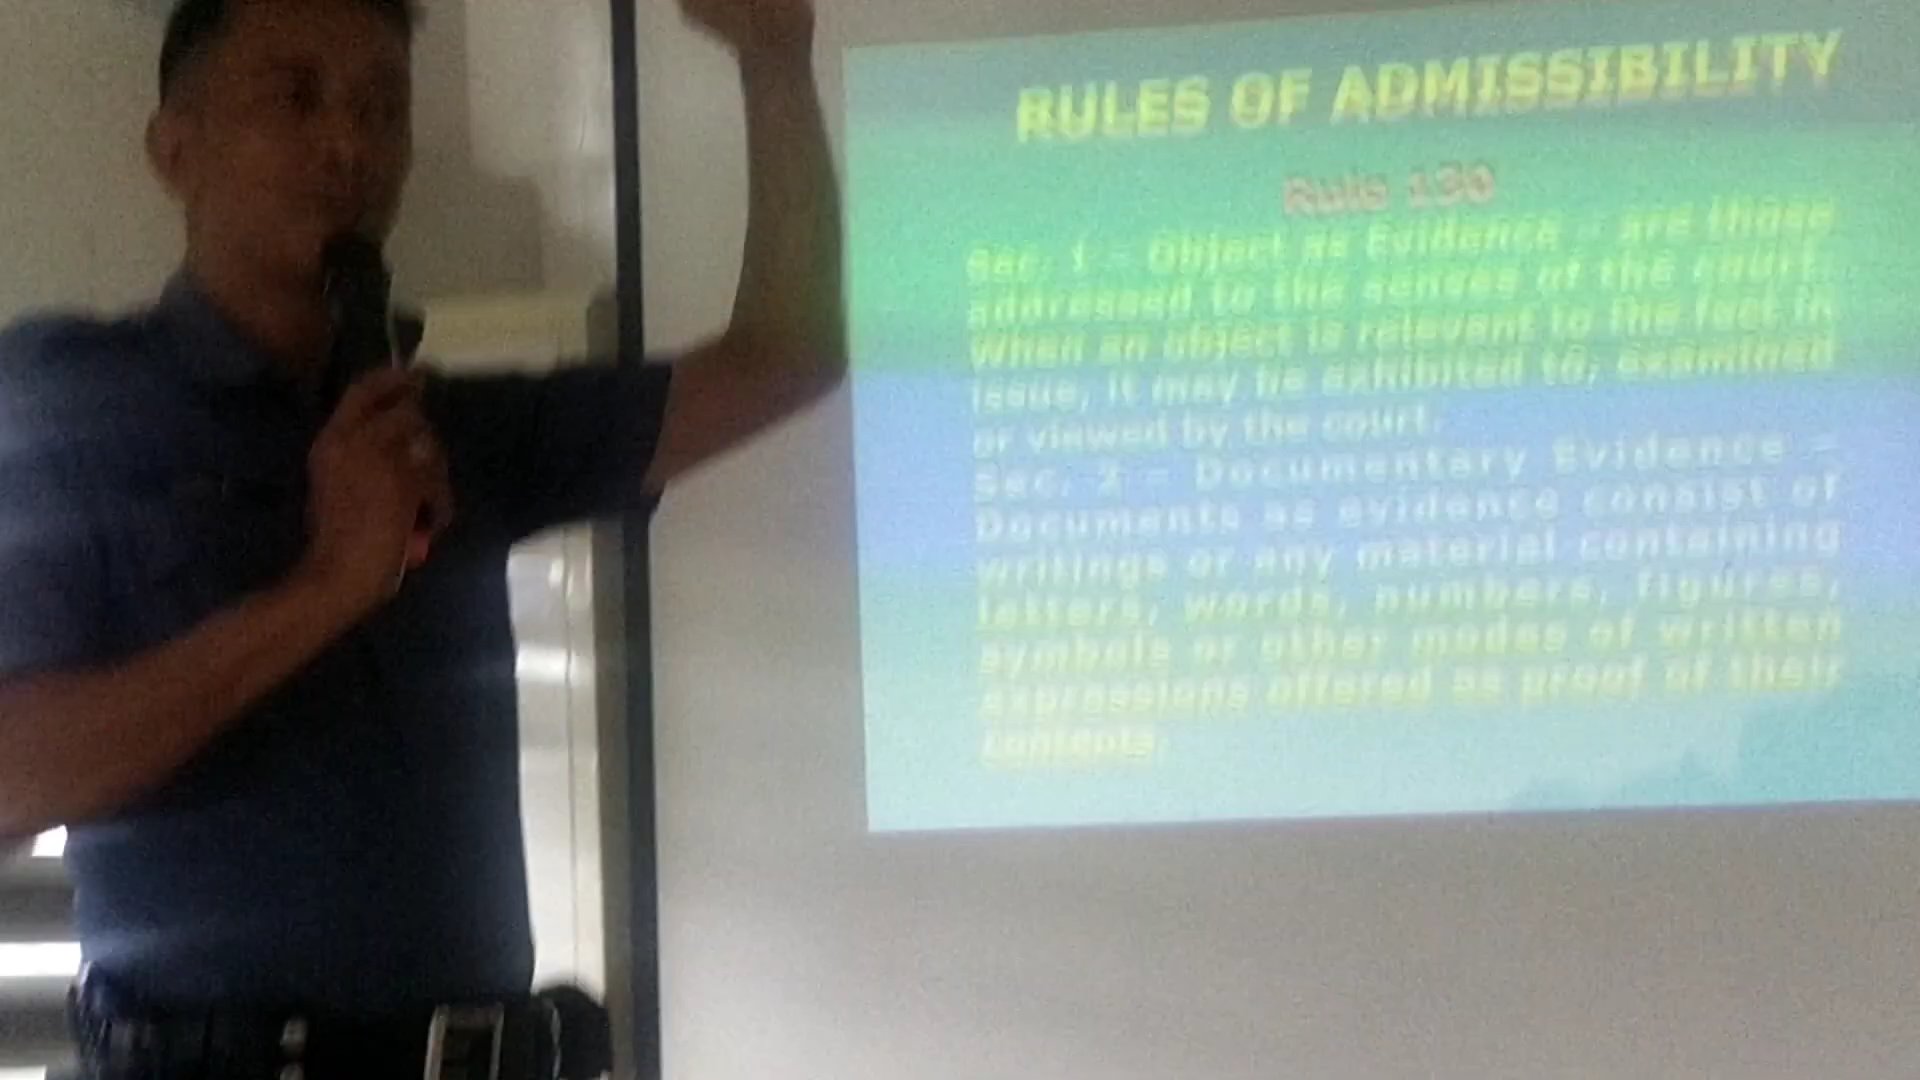 RULES OF ADMISSIBILITY
Rule 130
Sec. 1 - Object as Evidence - are those
addressed to the senses of the court.
When an object is relevant to the fact in
issue, it may be exhibited to, examined
or viewed by the court.
Sec. 2 - Documentary Evidence -
Documents as evidence consist of
writings or any material containing
letters, words, numbers, figures,
symbols or other modes of written
expressions offered as proof of their
contents.